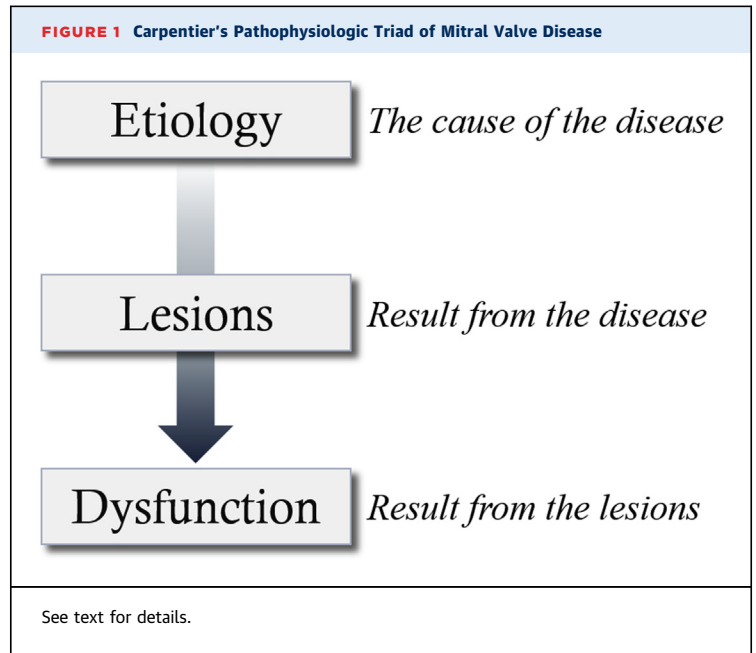 FIGURE 1 Carpentier's Pathophysiologic Triad of Mitral Valve Disease
Etiology
The cause of the disease
Lesions
Result from the disease
Dysfunction
Result from the lesions
See text for details.